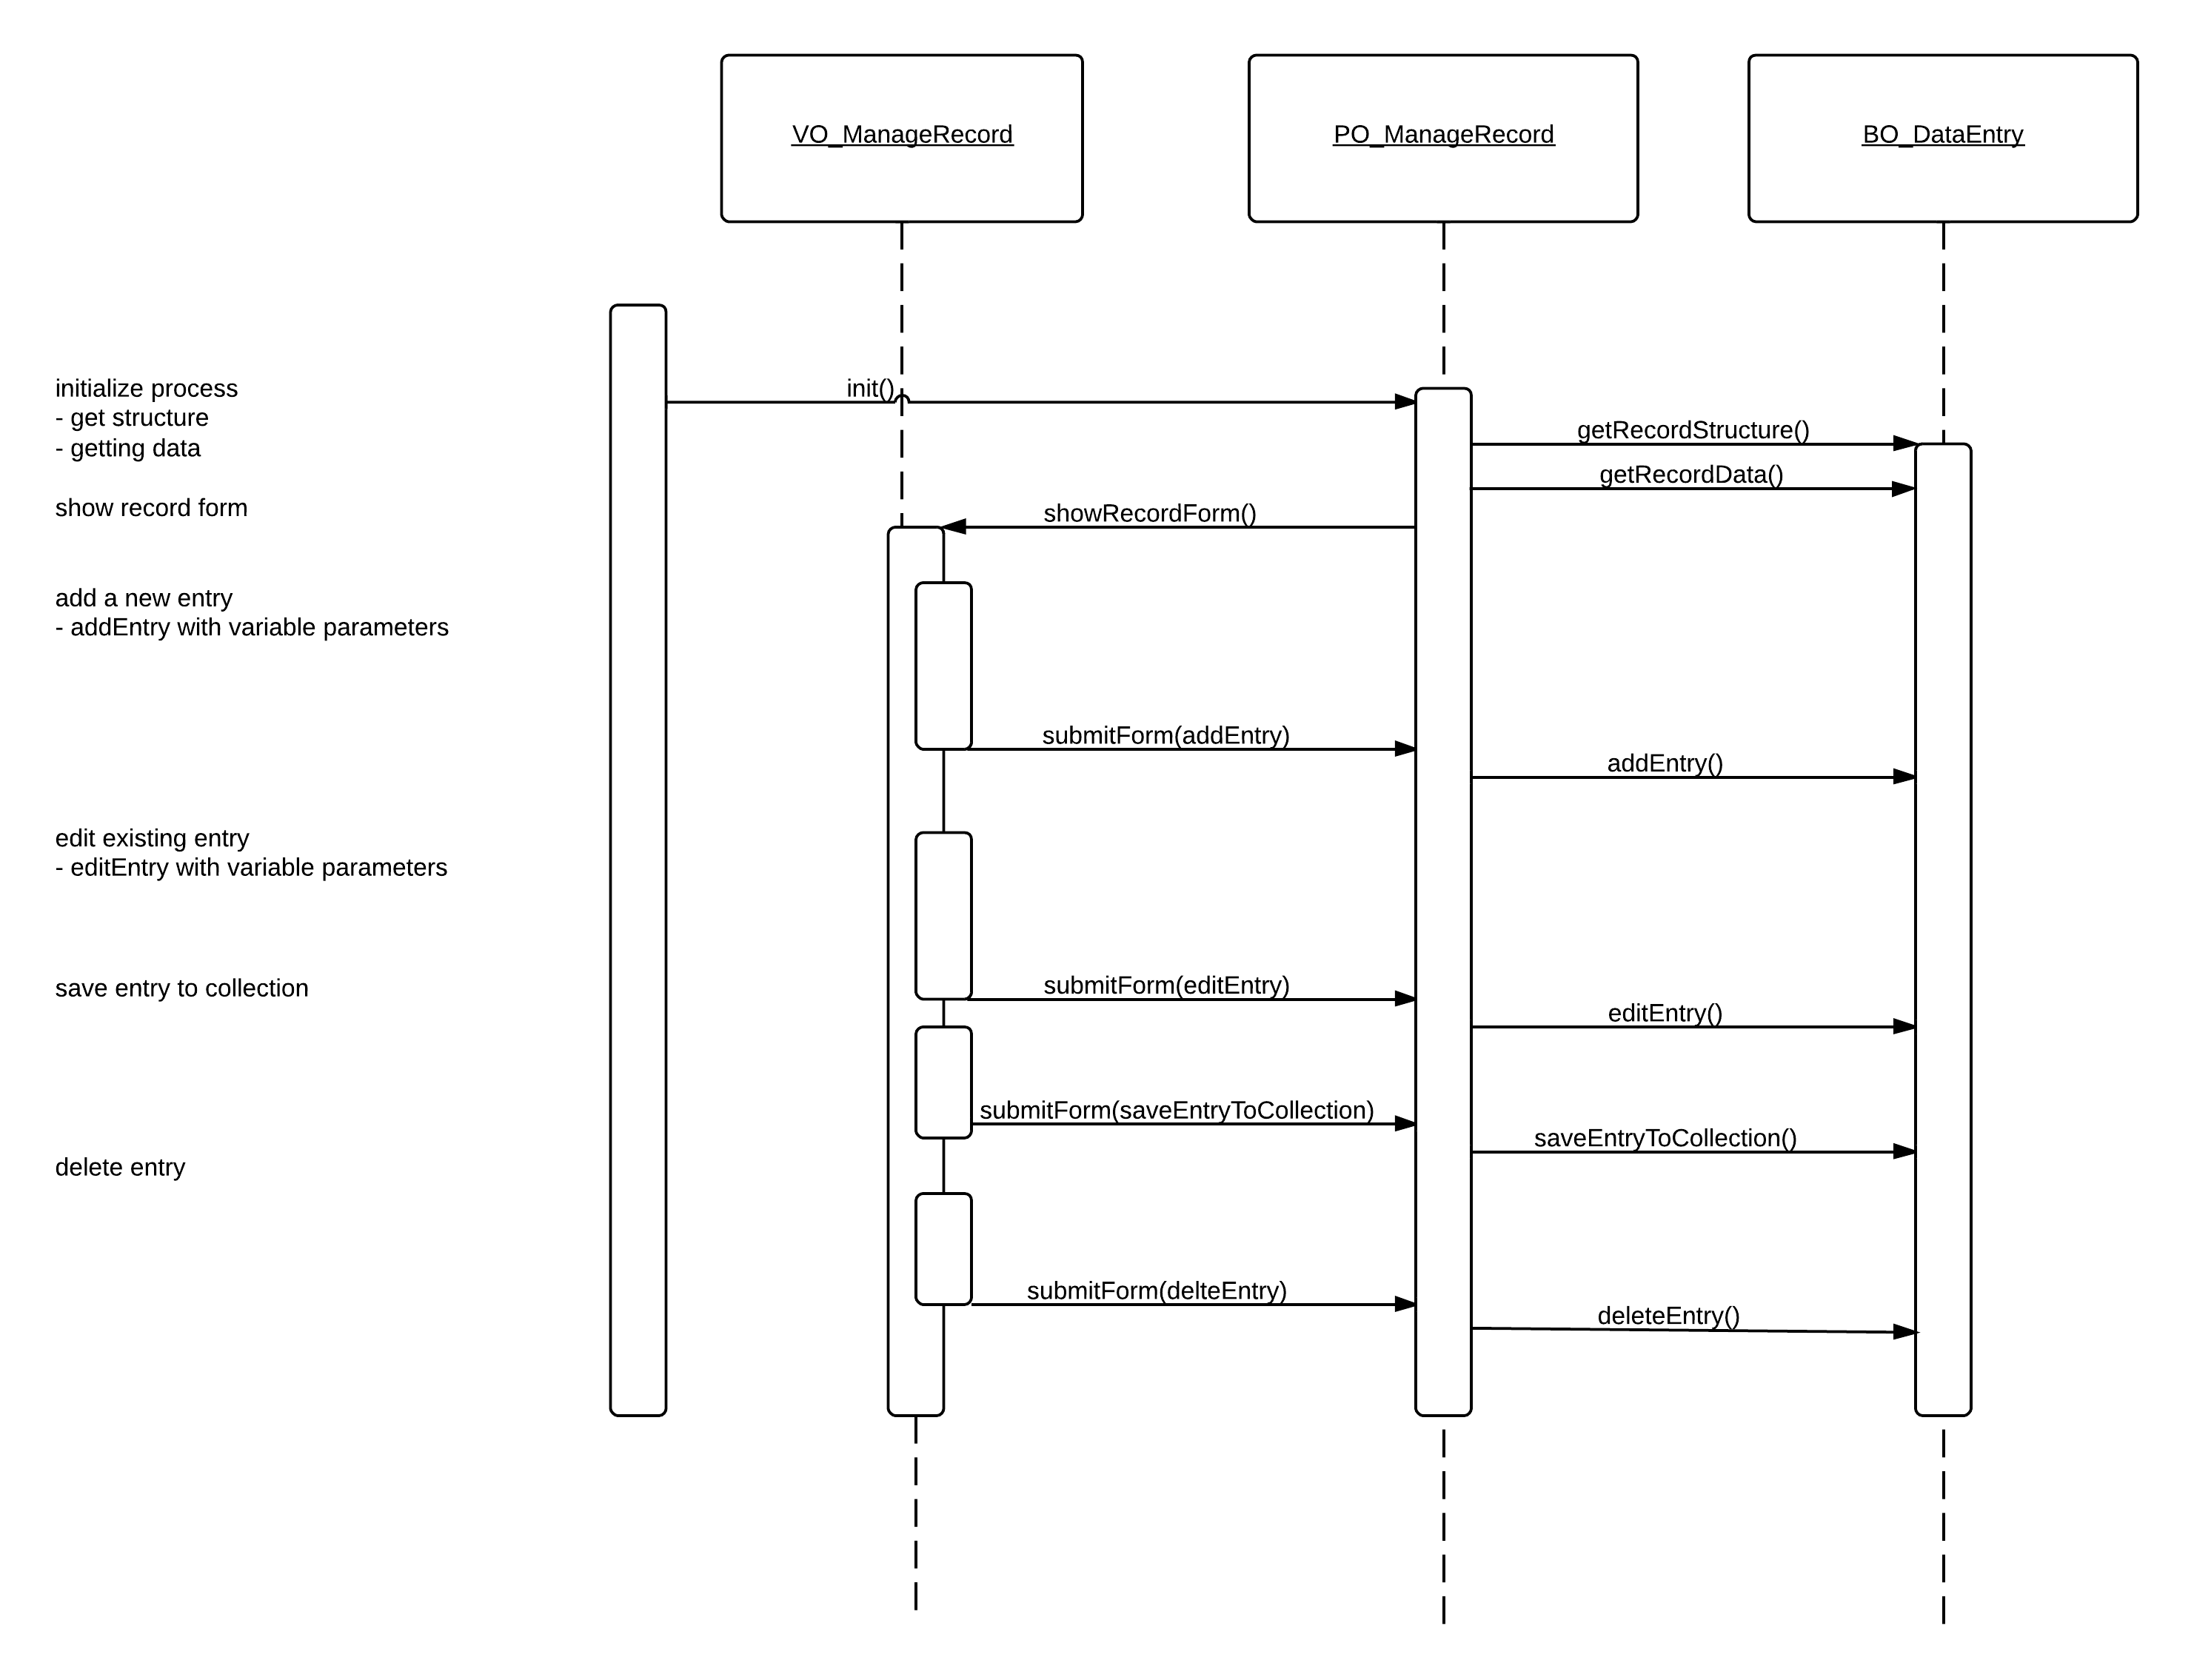 VO_ManageRecord
PO_ManageRecord
BO_DataEntry
initialize process
- get structure
- getting data
init()
getRecordStructure()
getRecordData()
show record form
showRecordForm()
add a new entry
- addEntry with variable parameters
submitForm(addEntry)
addEntry()
edit existing entry
- editEntry with variable parameters
save entry to collection
submitForm(editEntry)
editEntry()
submitForm(saveEntryToCollection)
saveEntryToCollection()
delete entry
submitForm(delteEntry)
deleteEntry()